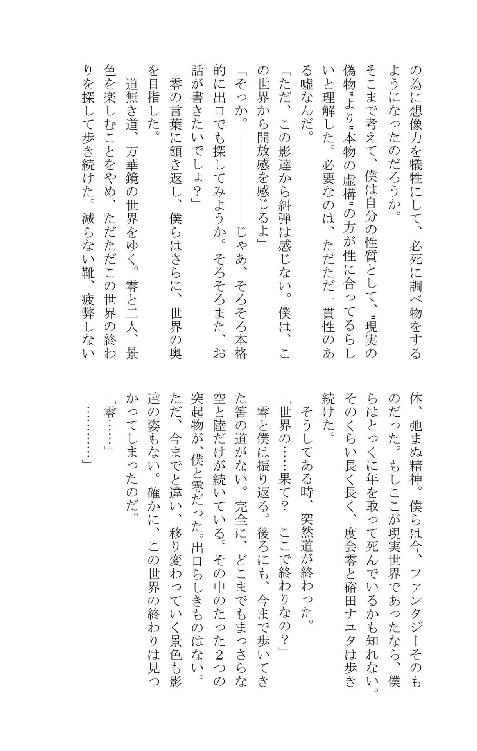 の為に想像力を犠牲にして、必死に調べ物をする
ようになったのだろうか。
そこまで考えて、僕は自分の性質として、〝現実の
偽物〟より〝本物の虚構〟の方が性に合ってるらし
いと理解した。必要なのは、ただただ一貫性のあ
る嘘なんだ。
「ただ、この影達から糾弾は感じない。僕は、こ
の世界から開放感を感じるよ」
「そっか。――――――じゃあ、そろそろ本格
的に出口でも探してみようか。そろそろまた、お
話が書きたいでしょ？」
零の言葉に頷き返し、僕らはさらに、世界の奥
を目指した。
道無き道、万華鏡の世界をゆく。零と二人、景
色を楽しむことをやめ、ただただこの世界の終わ
りを探して歩き続けた。減らない靴、疲弊しない
体、弛まぬ精神。僕らは今、ファンタジーそのも
のだった。もしここが現実世界であったなら、僕
らはとっくに年を取って死んでいるかも知れない。
そのくらい長く長く、度会零と硲田ナユタは歩き
続けた。
そうしてある時、突然道が終わった。
「世界の……果て？　ここで終わりなの？」
零と僕は振り返る。後ろにも、今まで歩いてき
た筈の道がない。完全に、どこまでもまっさらな
空と陸だけが続いている。その中のたった２つの
突起物が、僕と零だった。出口らしきものはない。
ただ、今までと違い、移り変わっていく景色も影
達の姿もない。確かに、この世界の終わりは見つ
かってしまったのだ。
「零……」
「…………」